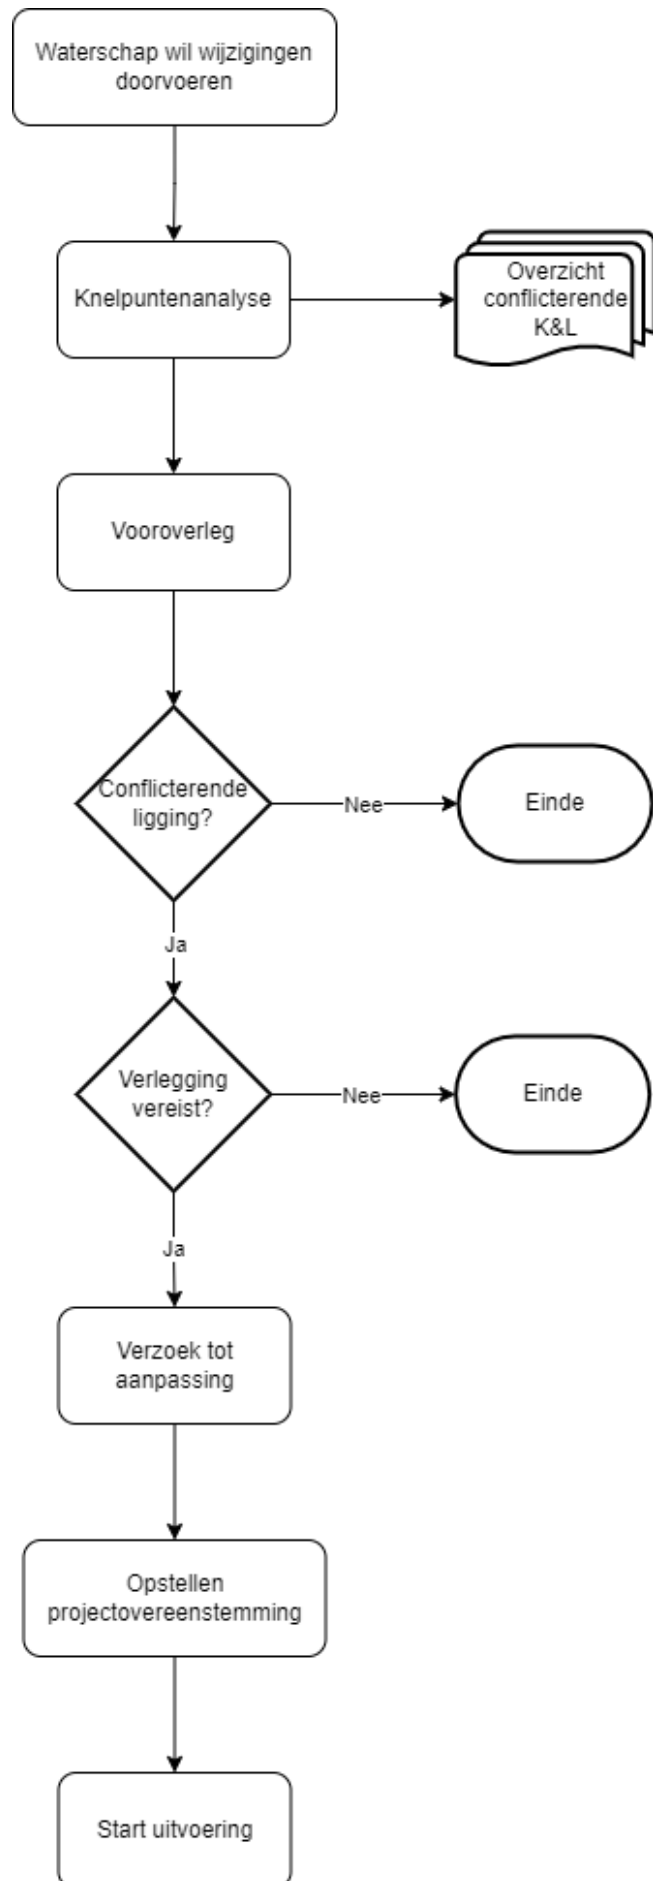 Waterschap wil wijzigingen
doorvoeren
Knelpuntenanalyse
Overzicht
conflicterende
K&L
Vooroverleg
Conflicterende
ligging?
Nee
Einde
Ja
Verlegging
vereist?
Nee
Einde
Ja
Verzoek tot
aanpassing
Opstellen
projectovereenstemming
Start uitvoering